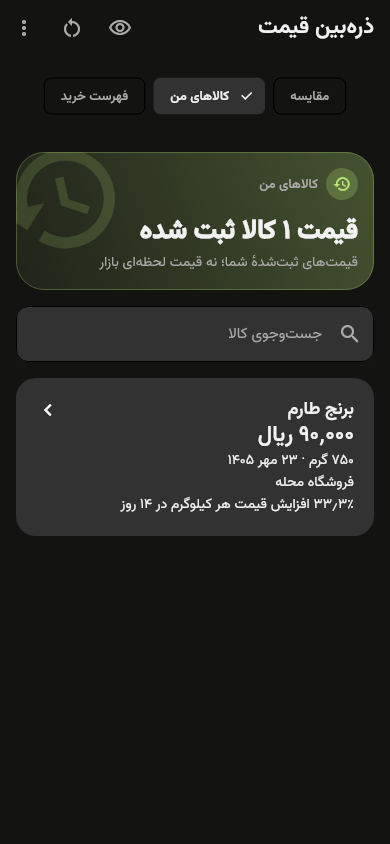 ذره‌بین قیمت
مقایسه
کالاهای من
فهرست خرید
کالاهای من
قیمت ۱ کالا ثبت شده
قیمت‌های ثبت‌شدهٔ شما؛ نه قیمت لحظه‌ای بازار
جست‌وجوی کالا
برنج طارم
۹۰٬۰۰۰ ریال
۷۵۰ گرم · ۲۳ مهر ۱۴۰۵
فروشگاه محله
۳۳٫۳٪ افزایش قیمت هر کیلوگرم در ۱۴ روز